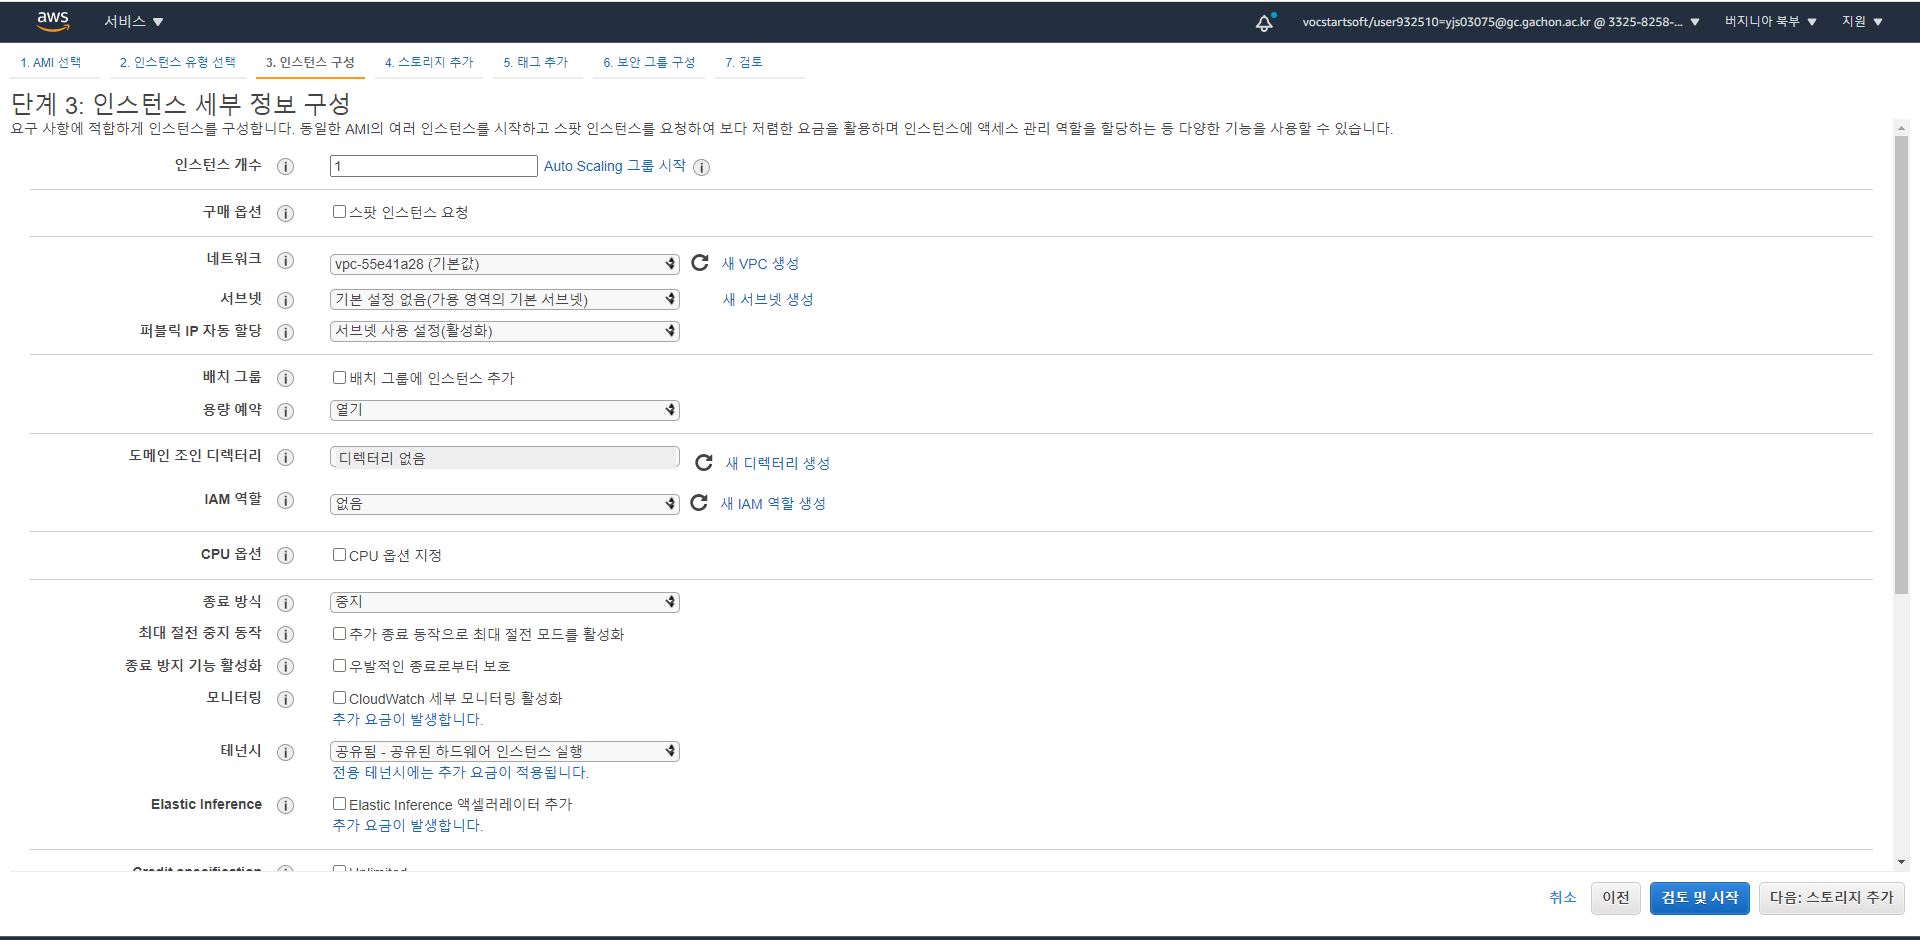 aws 서비스 vocstartsoft/user932510=yjs03075@gc.gachon.ac.kr @ 3325-8258-... 버지니아 북부 지원
1. AMI 선택 2. 인스턴스 유형 선택 3. 인스턴스 구성 4. 스토리지 추가 5. 태그 추가 6. 보안 그룹 구성 7. 검토
단계 3: 인스턴스 세부 정보 구성
요구 사항에 적합하게 인스턴스를 구성합니다. 동일한 AMI의 여러 인스턴스를 시작하고 스팟 인스턴스를 요청하여 보다 저렴한 요금을 활용하며 인스턴스에 액세스 관리 역할을 할당하는 등 다양한 기능을 사용할 수 있습니다.
인스턴스 개수 1 Auto Scaling 그룹 시작
구매 옵션 스팟 인스턴스 요청
네트워크 vpc-55e41a28 (기본값) 새 VPC 생성
서브넷 기본 설정 없음(가용 영역의 기본 서브넷) 새 서브넷 생성
퍼블릭 IP 자동 할당 서브넷 사용 설정(활성화)
배치 그룹 배치 그룹에 인스턴스 추가
용량 예약 열기
도메인 조인 디렉터리 디렉터리 없음 새 디렉터리 생성
IAM 역할 없음 새 IAM 역할 생성
CPU 옵션 CPU 옵션 지정
종료 방식 중지
최대 절전 중지 동작 추가 종료 동작으로 최대 절전 모드를 활성화
종료 방지 기능 활성화 우발적인 종료로부터 보호
모니터링 CloudWatch 세부 모니터링 활성화
추가 요금이 발생합니다.
테넌시 공유됨 - 공유된 하드웨어 인스턴스 실행
전용 테넌시에는 추가 요금이 적용됩니다.
Elastic Inference Elastic Inference 액셀러레이터 추가
추가 요금이 발생합니다.
Credit specification Unlimited
취소 이전 검토 및 시작 다음: 스토리지 추가